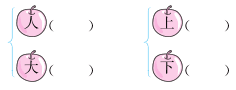 人(  ) 上(  )
大(  ) 下(  )